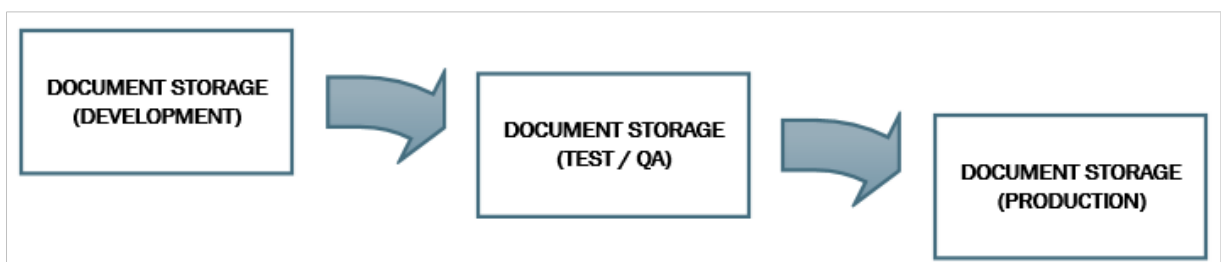 DOCUMENT STORAGE
(DEVELOPMENT)
DOCUMENT STORAGE
(TEST / QA)
DOCUMENT STORAGE
(PRODUCTION)